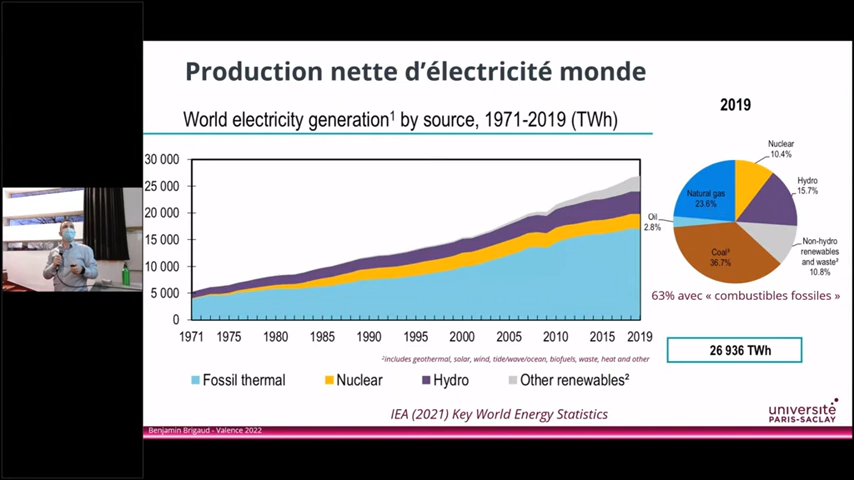 Production nette d’électricité monde
World electricity generation¹ by source, 1971-2019 (TWh)
30 000
25 000
20 000
15 000
10 000
5 000
0
1971 1975 1980 1985 1990 1995 2000 2005 2010 2015 2019
²includes geothermal, solar, wind, tide/wave/ocean, biofuels, waste, heat and other
Fossil thermal Nuclear Hydro Other renewables²
IEA (2021) Key World Energy Statistics
2019
Nuclear
10.4%
Hydro
15.7%
Non-hydro
renewables
and waste²
10.8%
Coal³
36.7%
Oil
2.8%
Natural gas
23.6%
63% avec « combustibles fossiles »
26 936 TWh
université
PARIS-SACLAY
Benjamin Brigaud - Valence 2022